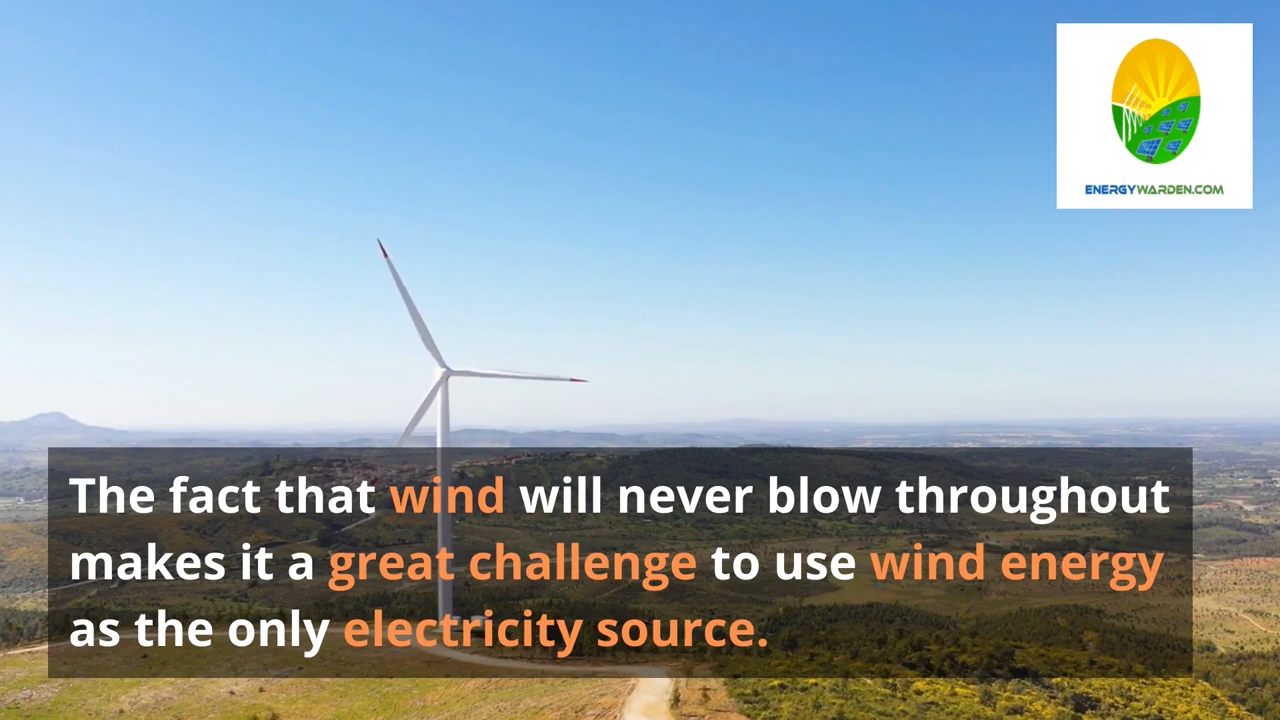 ENERGYWARDEN.COM
The fact that wind will never blow throughout
makes it a great challenge to use wind energy
as the only electricity source.